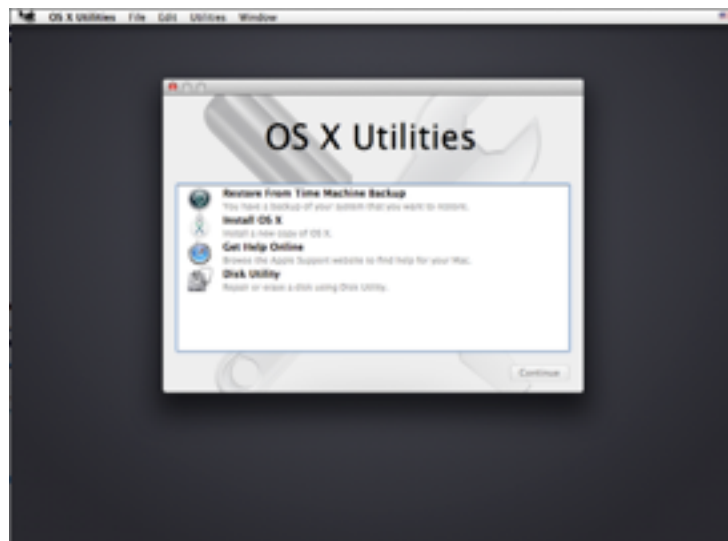 OS X Utilities File Edit Utilities Window
OS X Utilities
Restore From Time Machine Backup
You have a backup of your system that you want to restore.
Install OS X
Install a new copy of OS X.
Get Help Online
Browse the Apple Support website to find help for your Mac.
Disk Utility
Repair or erase a disk using Disk Utility.
Continue